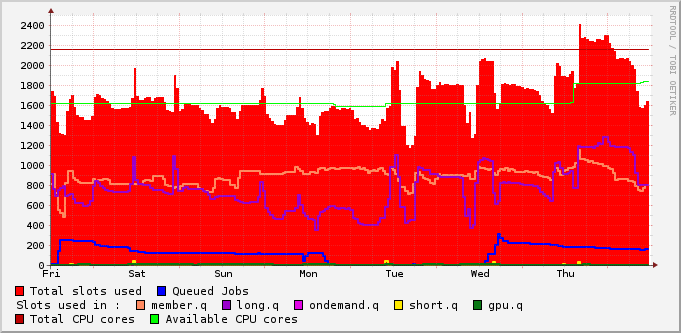 RRDTOOL / TOBI OETIKER
2400
2200
2000
1800
1600
1400
1200
1000
800
600
400
200
0
Fri Sat Sun Mon Tue Wed Thu
Total slots used Queued Jobs
Slots used in : member.q long.q ondemand.q short.q gpu.q
Total CPU cores Available CPU cores